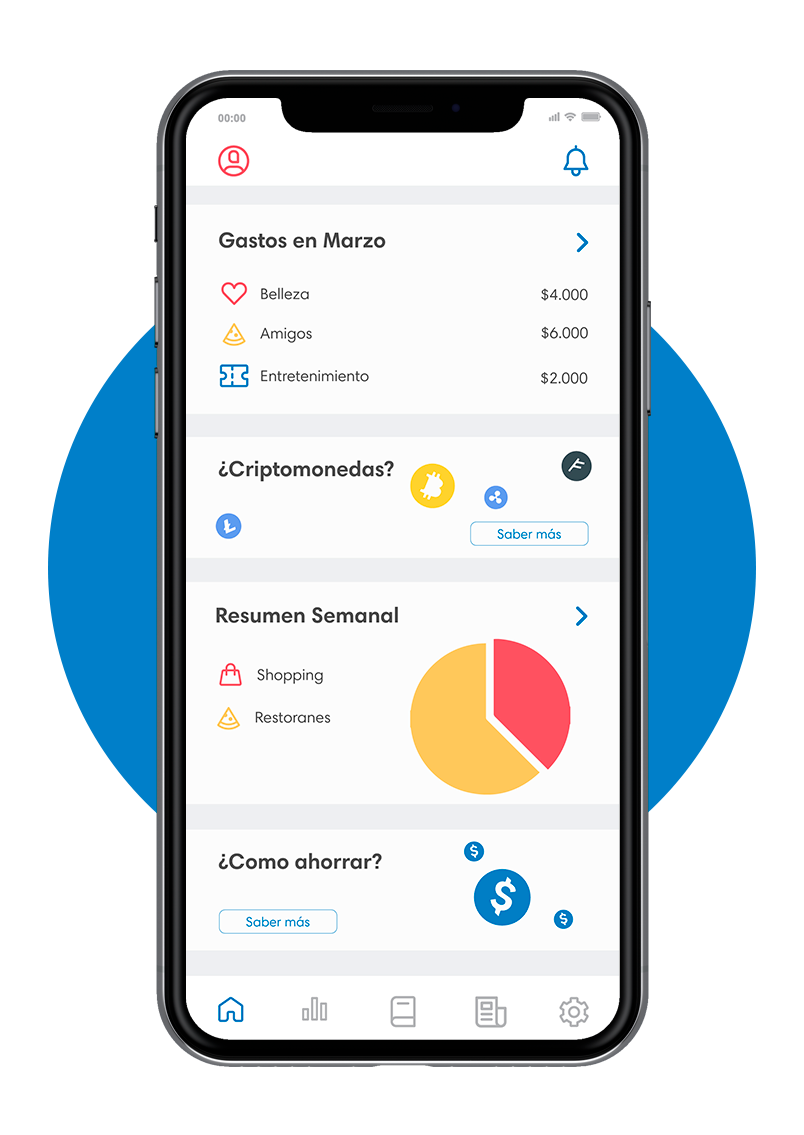 00:00
Gastos en Marzo
Belleza $4.000
Amigos $6.000
Entretenimiento $2.000
¿Criptomonedas?
Saber más
Resumen Semanal
Shopping
Restoranes
¿Como ahorrar?
$
$
$
Saber más